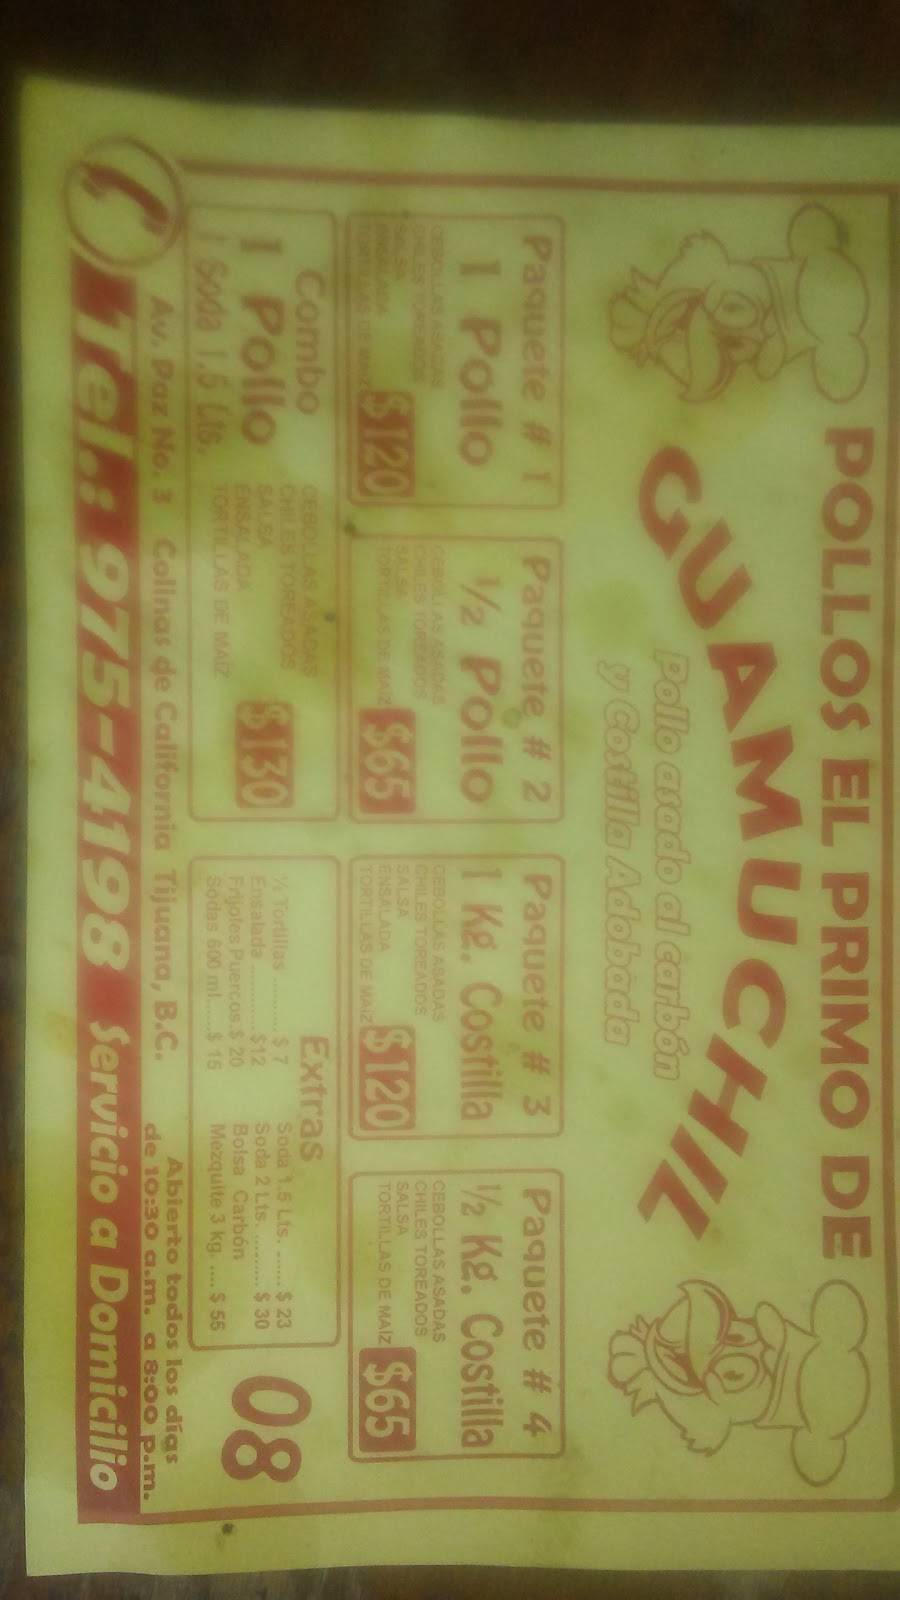 POLLOS EL PRIMO DE
GUAMUCHIL
Pollo asado al carbón
y Costilla Adobada
Paquete # 1
1 Pollo
CEBOLLAS ASADAS
CHILES TOREADOS
SALSA
ENSALADA
TORTILLAS DE MAIZ
$120
Paquete # 2
½ Pollo
CEBOLLAS ASADAS
CHILES TOREADOS
SALSA
TORTILLAS DE MAIZ
$65
Paquete # 3
1 Kg. Costilla
CEBOLLAS ASADAS
CHILES TOREADOS
SALSA
ENSALADA
TORTILLAS DE MAIZ
$120
Paquete # 4
½ Kg. Costilla
CEBOLLAS ASADAS
CHILES TOREADOS
SALSA
TORTILLAS DE MAIZ
$65
Combo
1 Pollo
1 Soda 1.5 Lts.
CEBOLLAS ASADAS
CHILES TOREADOS
SALSA
ENSALADA
TORTILLAS DE MAIZ
$130
Extras
½ Tortillas ............ $ 7
Ensalada ............ $12
Frijoles Puercos.$ 20
Sodas 600 ml......$ 15
Soda 1.5 Lts. ....... $ 23
Soda 2 Lts. .......... $ 30
Bolsa Carbón
Mezquite 3 kg. .... $ 55
08
Av. Paz No. 3 Colinas de California Tijuana, B.C.
Abierto todos los días
de 10:30 a.m. a 8:00 p.m.
Tel.: 975-4198 Servicio a Domicilio